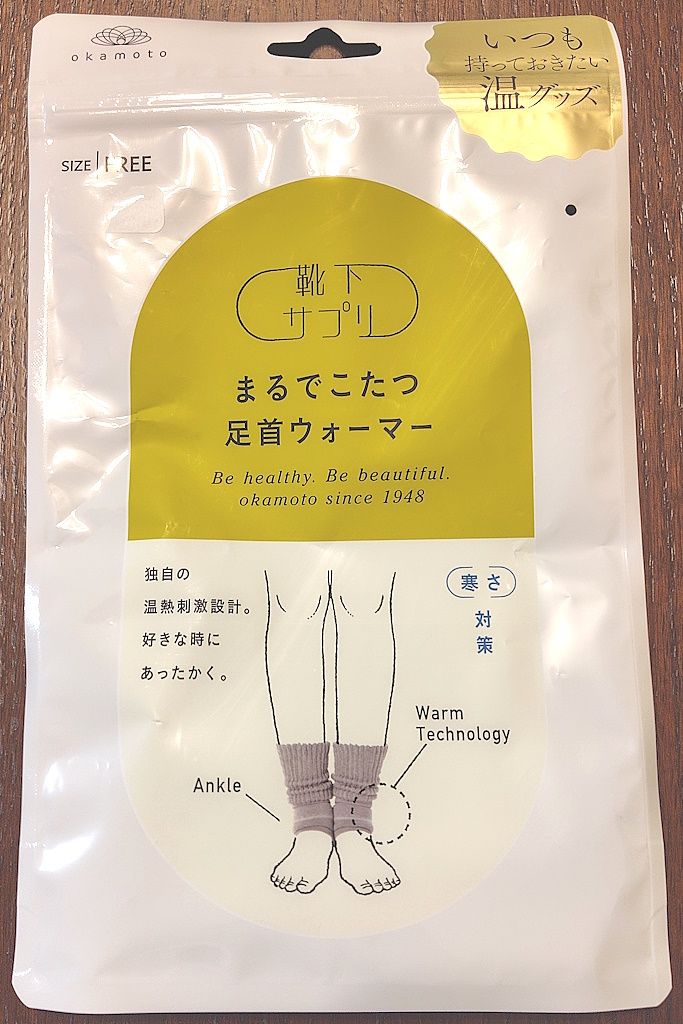 okamoto
いつも
持っておきたい
温グッズ
SIZE FREE
靴下
サプリ
まるでこたつ
足首ウォーマー
Be healthy. Be beautiful.
okamoto since 1948
独自の
温熱刺激設計。
好きな時に
あったかく。
寒さ
対
策
Warm
Technology
Ankle